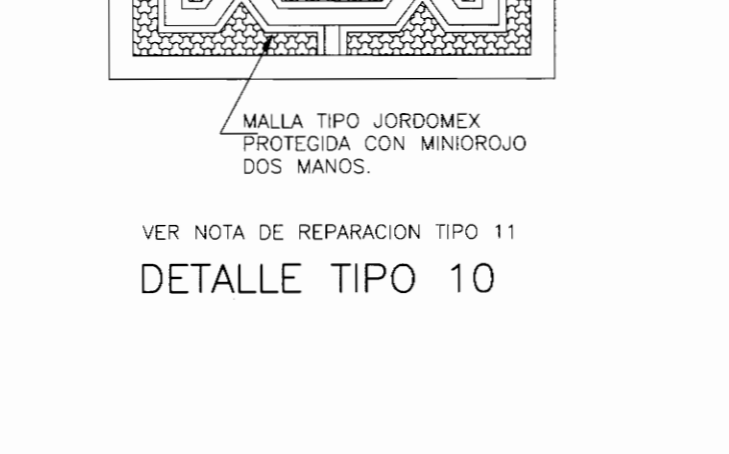 MALLA TIPO JORDOMEX
PROTEGIDA CON MINIOROJO
DOS MANOS.
VER NOTA DE REPARACION TIPO 11
DETALLE TIPO 10